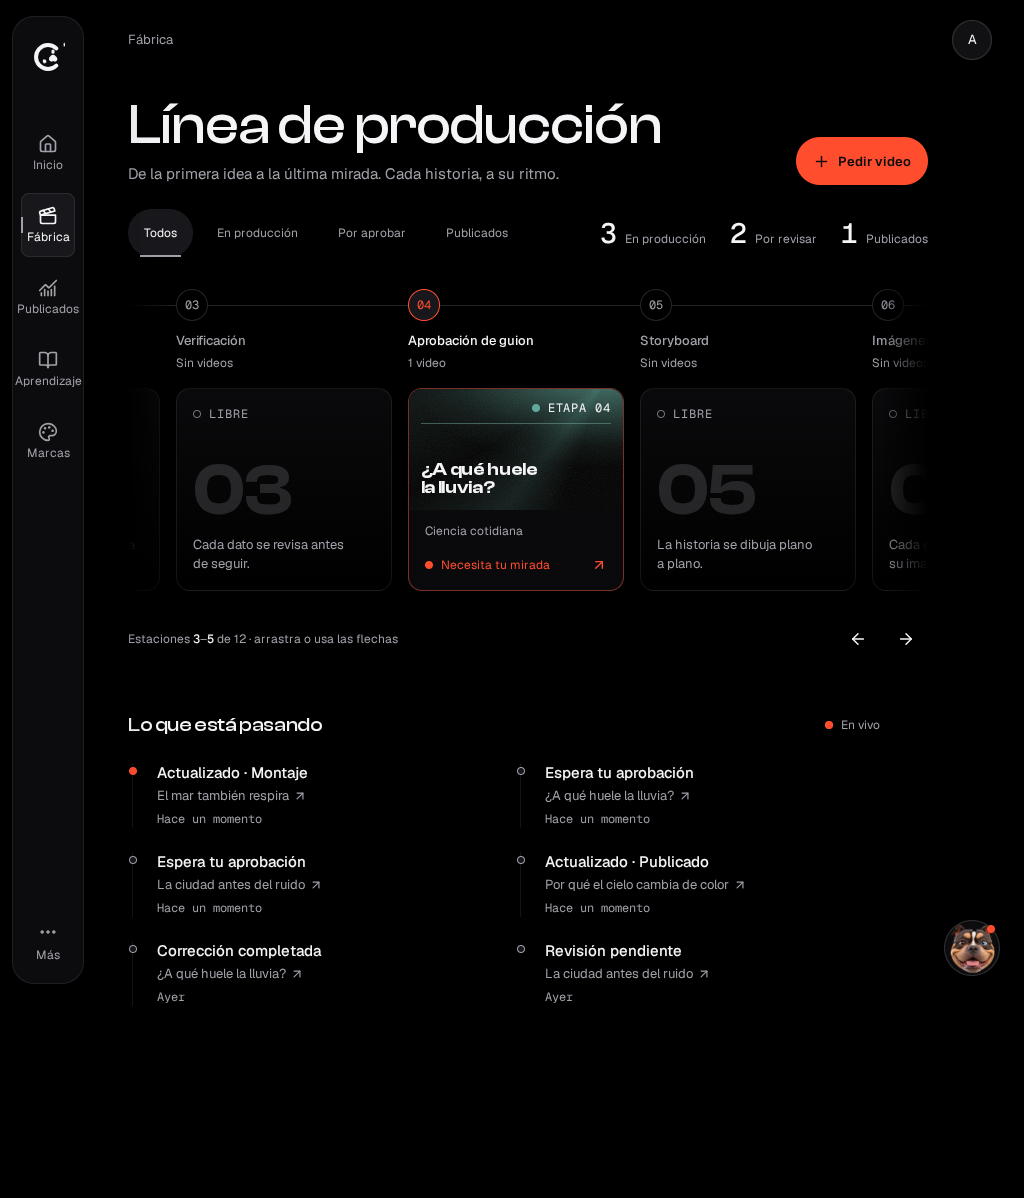 Fábrica
A
Inicio
Fábrica
Publicados
Aprendizaje
Marcas
Más
Línea de producción
De la primera idea a la última mirada. Cada historia, a su ritmo.
Pedir video
Todos
En producción
Por aprobar
Publicados
3 En producción
2 Por revisar
1 Publicados
03
Verificación
Sin videos
LIBRE
03
Cada dato se revisa antes
de seguir.
04
Aprobación de guion
1 video
ETAPA 04
¿A qué huele
la lluvia?
Ciencia cotidiana
Necesita tu mirada
05
Storyboard
Sin videos
LIBRE
05
La historia se dibuja plano
a plano.
06
Sin videos
Cada
Estaciones 3–5 de 12 · arrastra o usa las flechas
Lo que está pasando
En vivo
Actualizado · Montaje
El mar también respira
Hace un momento
Espera tu aprobación
¿A qué huele la lluvia?
Hace un momento
Espera tu aprobación
La ciudad antes del ruido
Hace un momento
Actualizado · Publicado
Por qué el cielo cambia de color
Hace un momento
Corrección completada
¿A qué huele la lluvia?
Ayer
Revisión pendiente
La ciudad antes del ruido
Ayer